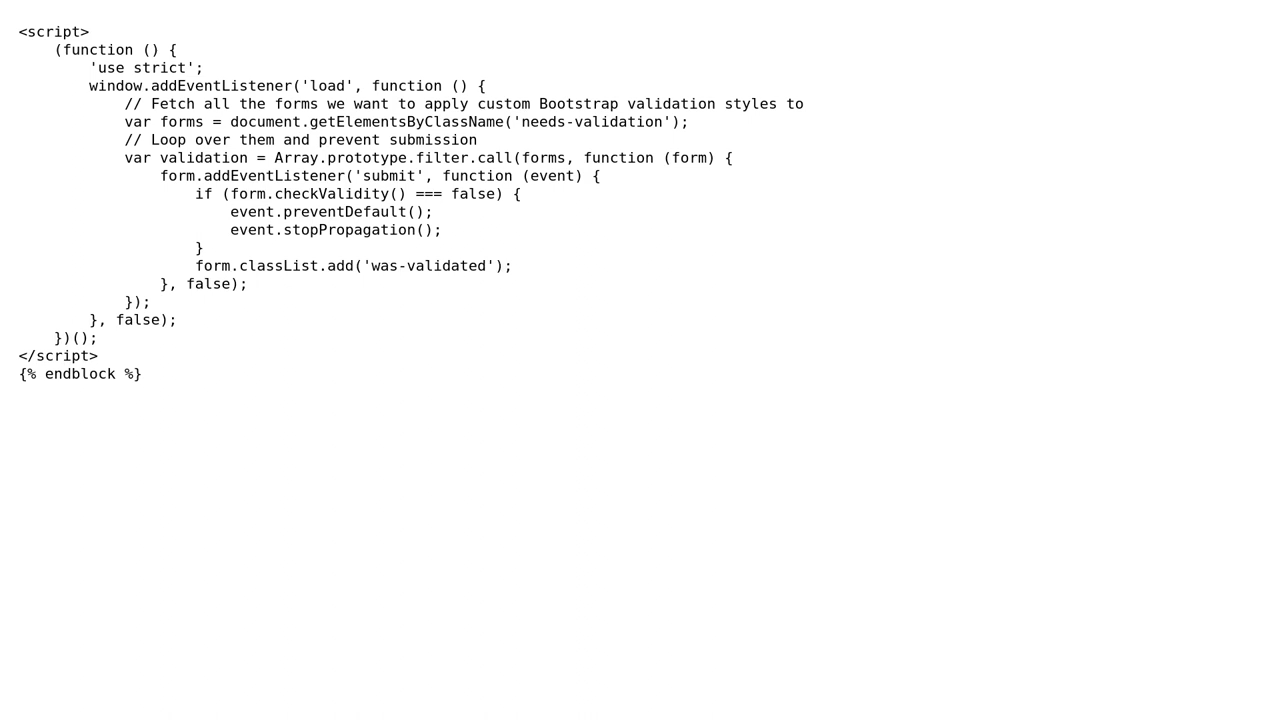 <script>
    (function () {
        'use strict';
        window.addEventListener('load', function () {
            // Fetch all the forms we want to apply custom Bootstrap validation styles to
            var forms = document.getElementsByClassName('needs-validation');
            // Loop over them and prevent submission
            var validation = Array.prototype.filter.call(forms, function (form) {
                form.addEventListener('submit', function (event) {
                    if (form.checkValidity() === false) {
                        event.preventDefault();
                        event.stopPropagation();
                    }
                    form.classList.add('was-validated');
                }, false);
            });
        }, false);
    })();
</script>
{% endblock %}